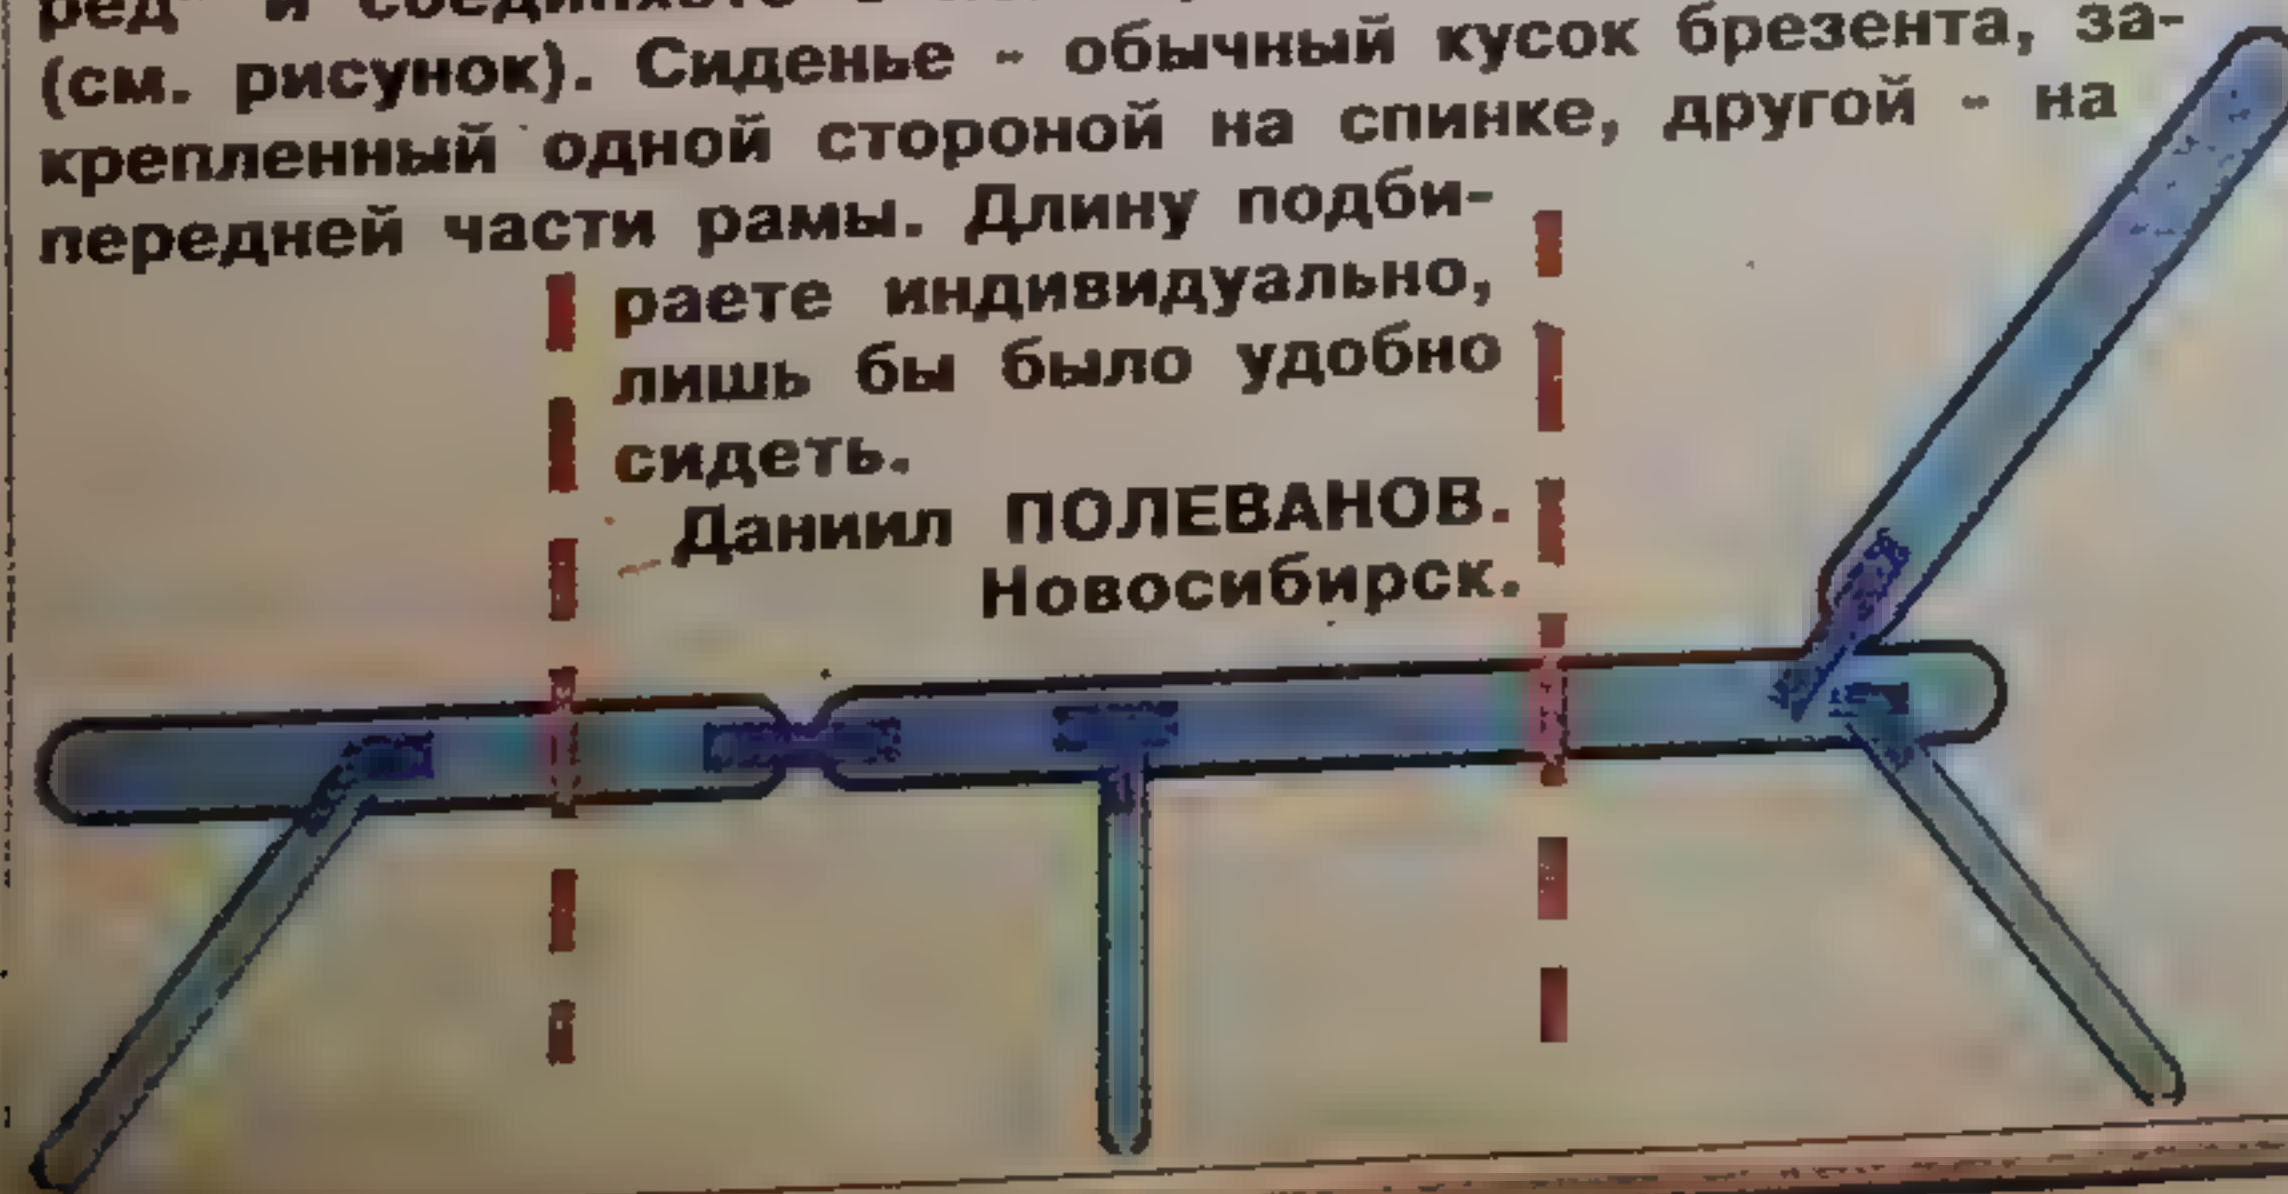 ред" и
(см. рисунок). Сиденье - обычный кусок брезента, за-
крепленный одной стороной на спинке, другой - на
передней части рамы. Длину подби-
раете индивидуально,
лишь бы было удобно
сидеть.
Даниил ПОЛЕВАНОВ.
Новосибирск.